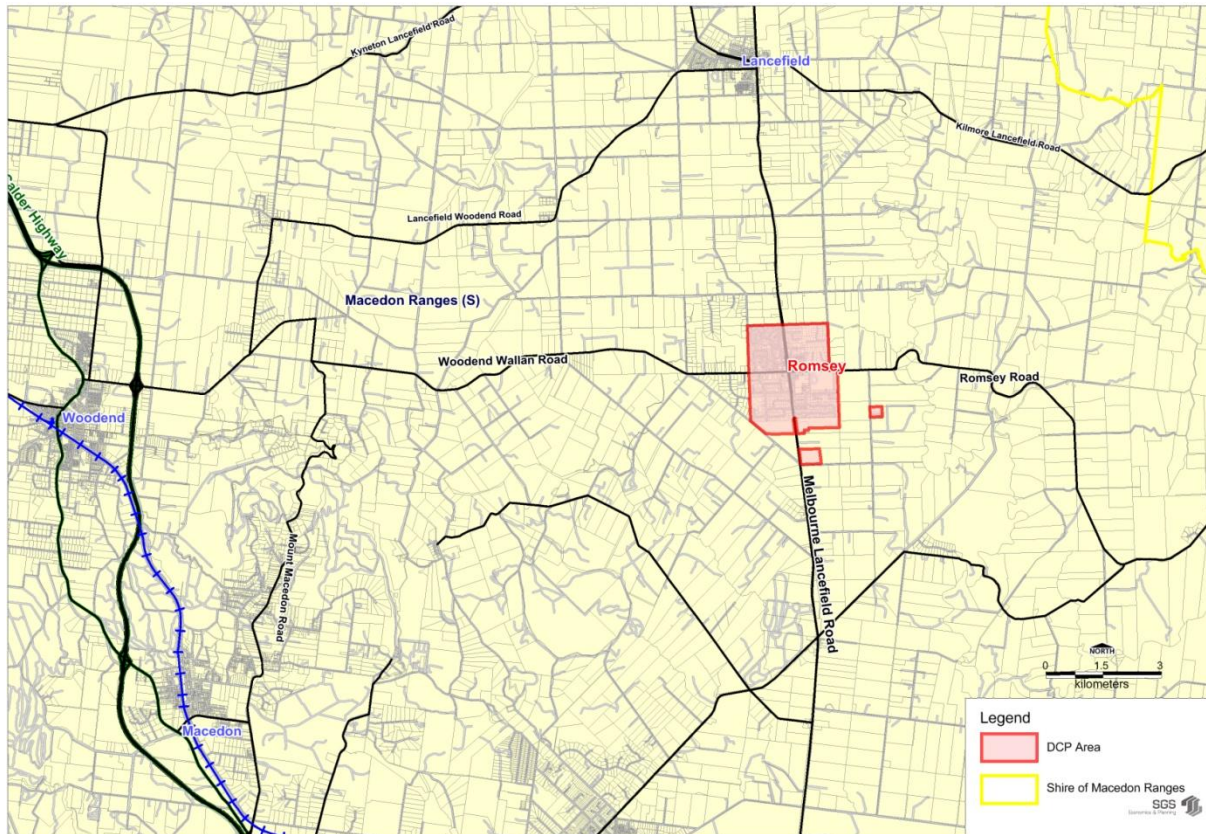 Kyneton Lancefield Road
Lancefield
Kilmore Lancefield Road
Calder Highway
Lancefield Woodend Road
Macedon Ranges (S)
Woodend Wallan Road
Romsey
Romsey Road
Woodend
Melbourne Lancefield Road
Mount Macedon Road
NORTH
0 1.5 3
kilometers
Macedon
Legend
DCP Area
Shire of Macedon Ranges
SGS
Economics & Planning